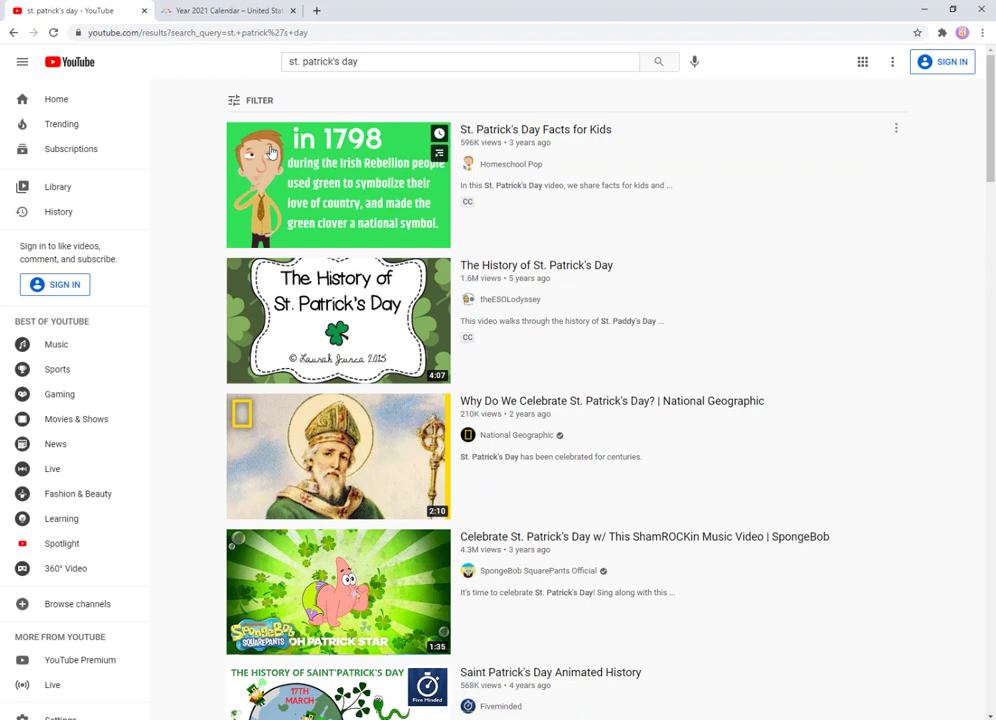 st. patrick's day - YouTube
Year 2021 Calendar – United Stat
youtube.com/results?search_query=st.+patrick%27s+day
YouTube
st. patrick's day
SIGN IN
Home
Trending
Subscriptions
Library
History
Sign in to like videos,
comment, and subscribe.
SIGN IN
BEST OF YOUTUBE
Music
Sports
Gaming
Movies & Shows
News
Live
Fashion & Beauty
Learning
Spotlight
360° Video
Browse channels
MORE FROM YOUTUBE
YouTube Premium
Live
FILTER
in 1798
during the Irish Rebellion people
used green to symbolize their
love of country, and made the
green clover a national symbol.
St. Patrick's Day Facts for Kids
596K views • 3 years ago
Homeschool Pop
In this St. Patrick's Day video, we share facts for kids and ...
CC
The History of
St. Patrick's Day
© Laurah Jurca 2015
4:07
The History of St. Patrick's Day
1.6M views • 5 years ago
theESOLodyssey
This video walks through the history of St. Paddy's Day ...
CC
2:10
Why Do We Celebrate St. Patrick's Day? | National Geographic
210K views • 2 years ago
National Geographic
St. Patrick's Day has been celebrated for centuries.
SPONGEBOB
SQUAREPANTS
OH PATRICK STAR
1:35
Celebrate St. Patrick's Day w/ This ShamROCKin Music Video | SpongeBob
4.3M views • 3 years ago
SpongeBob SquarePants Official
It's time to celebrate St. Patrick's Day! Sing along with this ...
THE HISTORY OF SAINT'PATRICK'S DAY
17TH
MARCH
Five Minded
Saint Patrick's Day Animated History
568K views • 4 years ago
Fiveminded